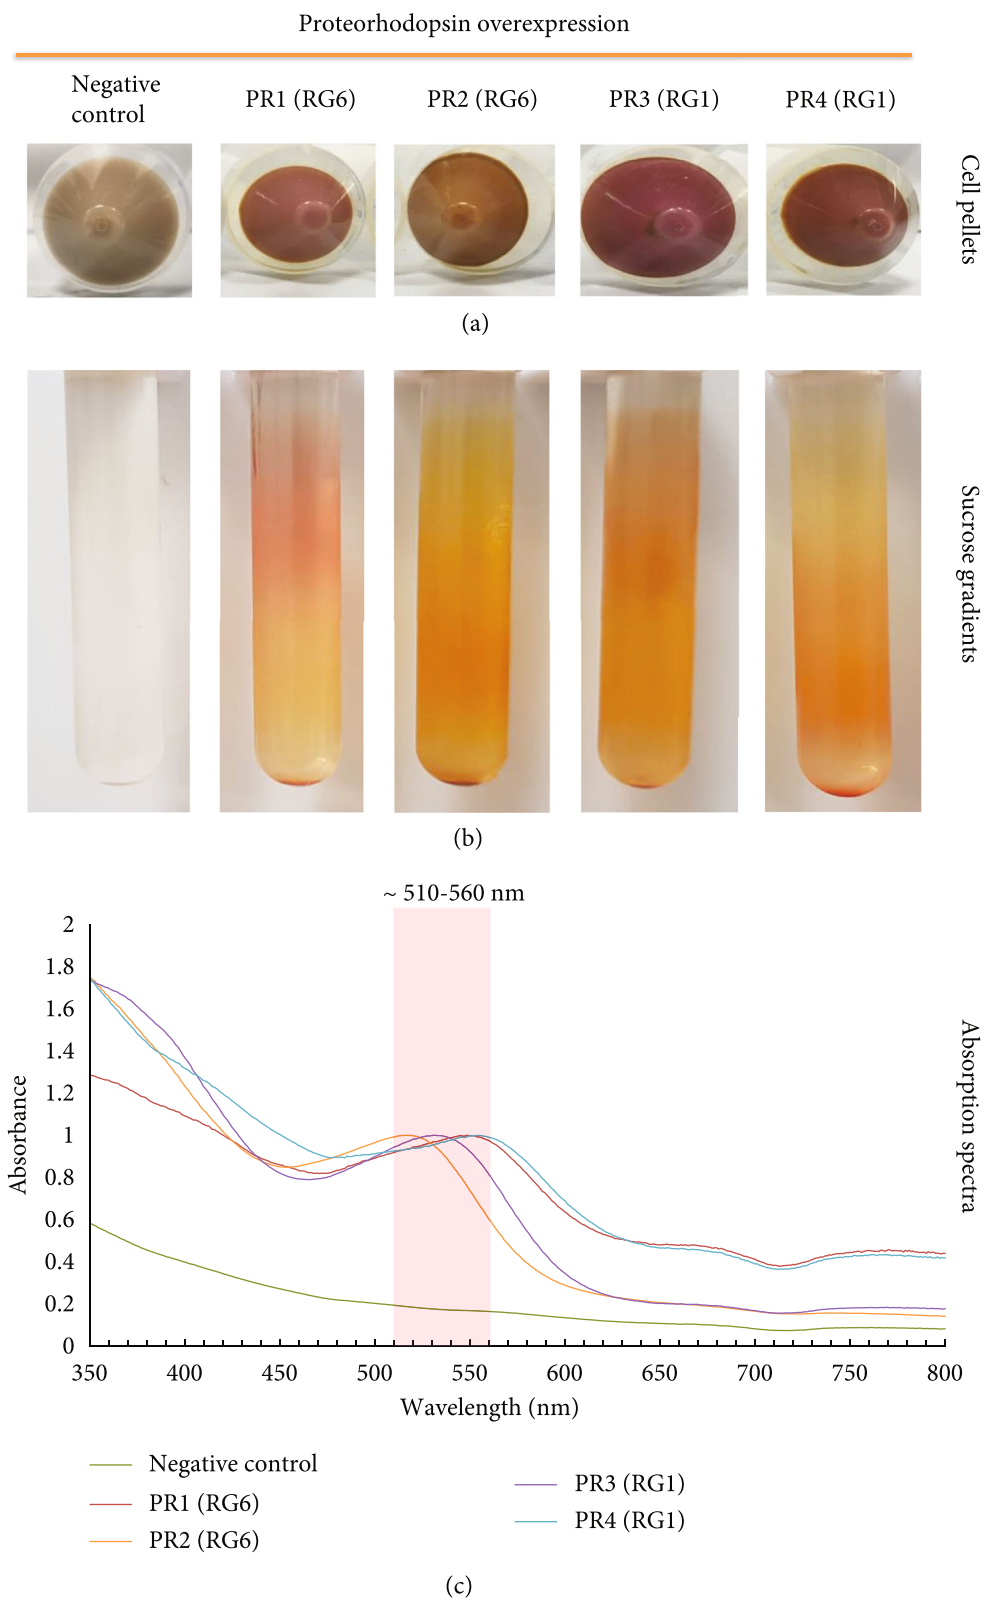 Proteorhodopsin overexpression
Negative
control
PR1 (RG6)
PR2 (RG6)
PR3 (RG1)
PR4 (RG1)
Cell pellets
(a)
Sucrose gradients
(b)
~ 510-560 nm
2
1.8
1.6
1.4
1.2
1
0.8
0.6
0.4
0.2
0
Absorbance
350
400
450
500
550
600
650
700
750
800
Wavelength (nm)
Absorption spectra
Negative control
PR1 (RG6)
PR2 (RG6)
PR3 (RG1)
PR4 (RG1)
(c)